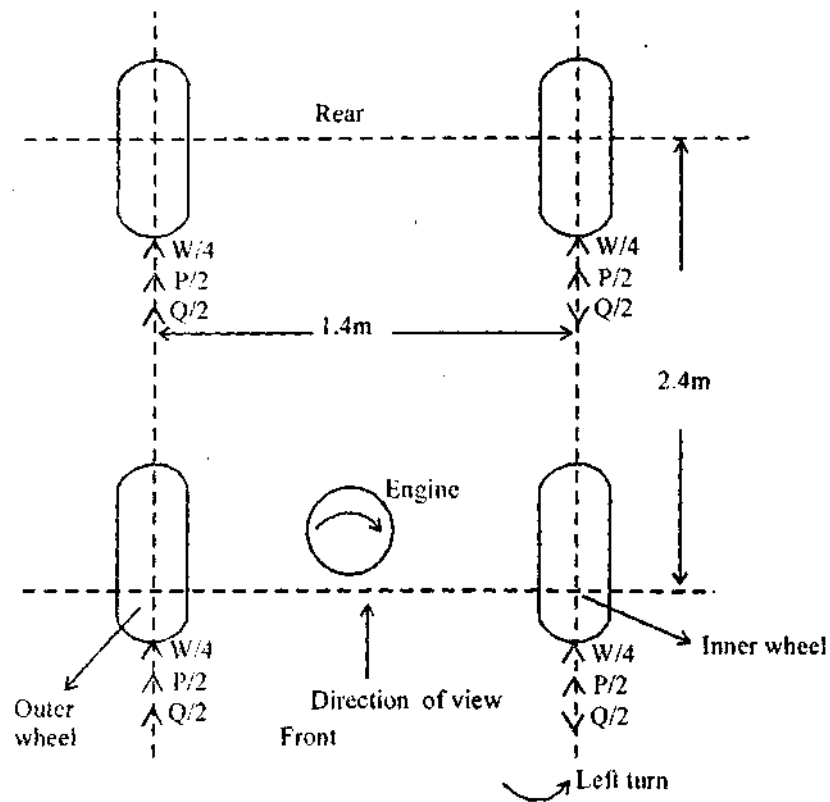 Rear
W/4 W/4
P/2 P/2
Q/2 Q/2
1.4m
2.4m
Engine
W/4 W/4
Inner wheel
P/2 P/2
Outer
wheel
Q/2 Q/2
Direction of view
Front
Left turn